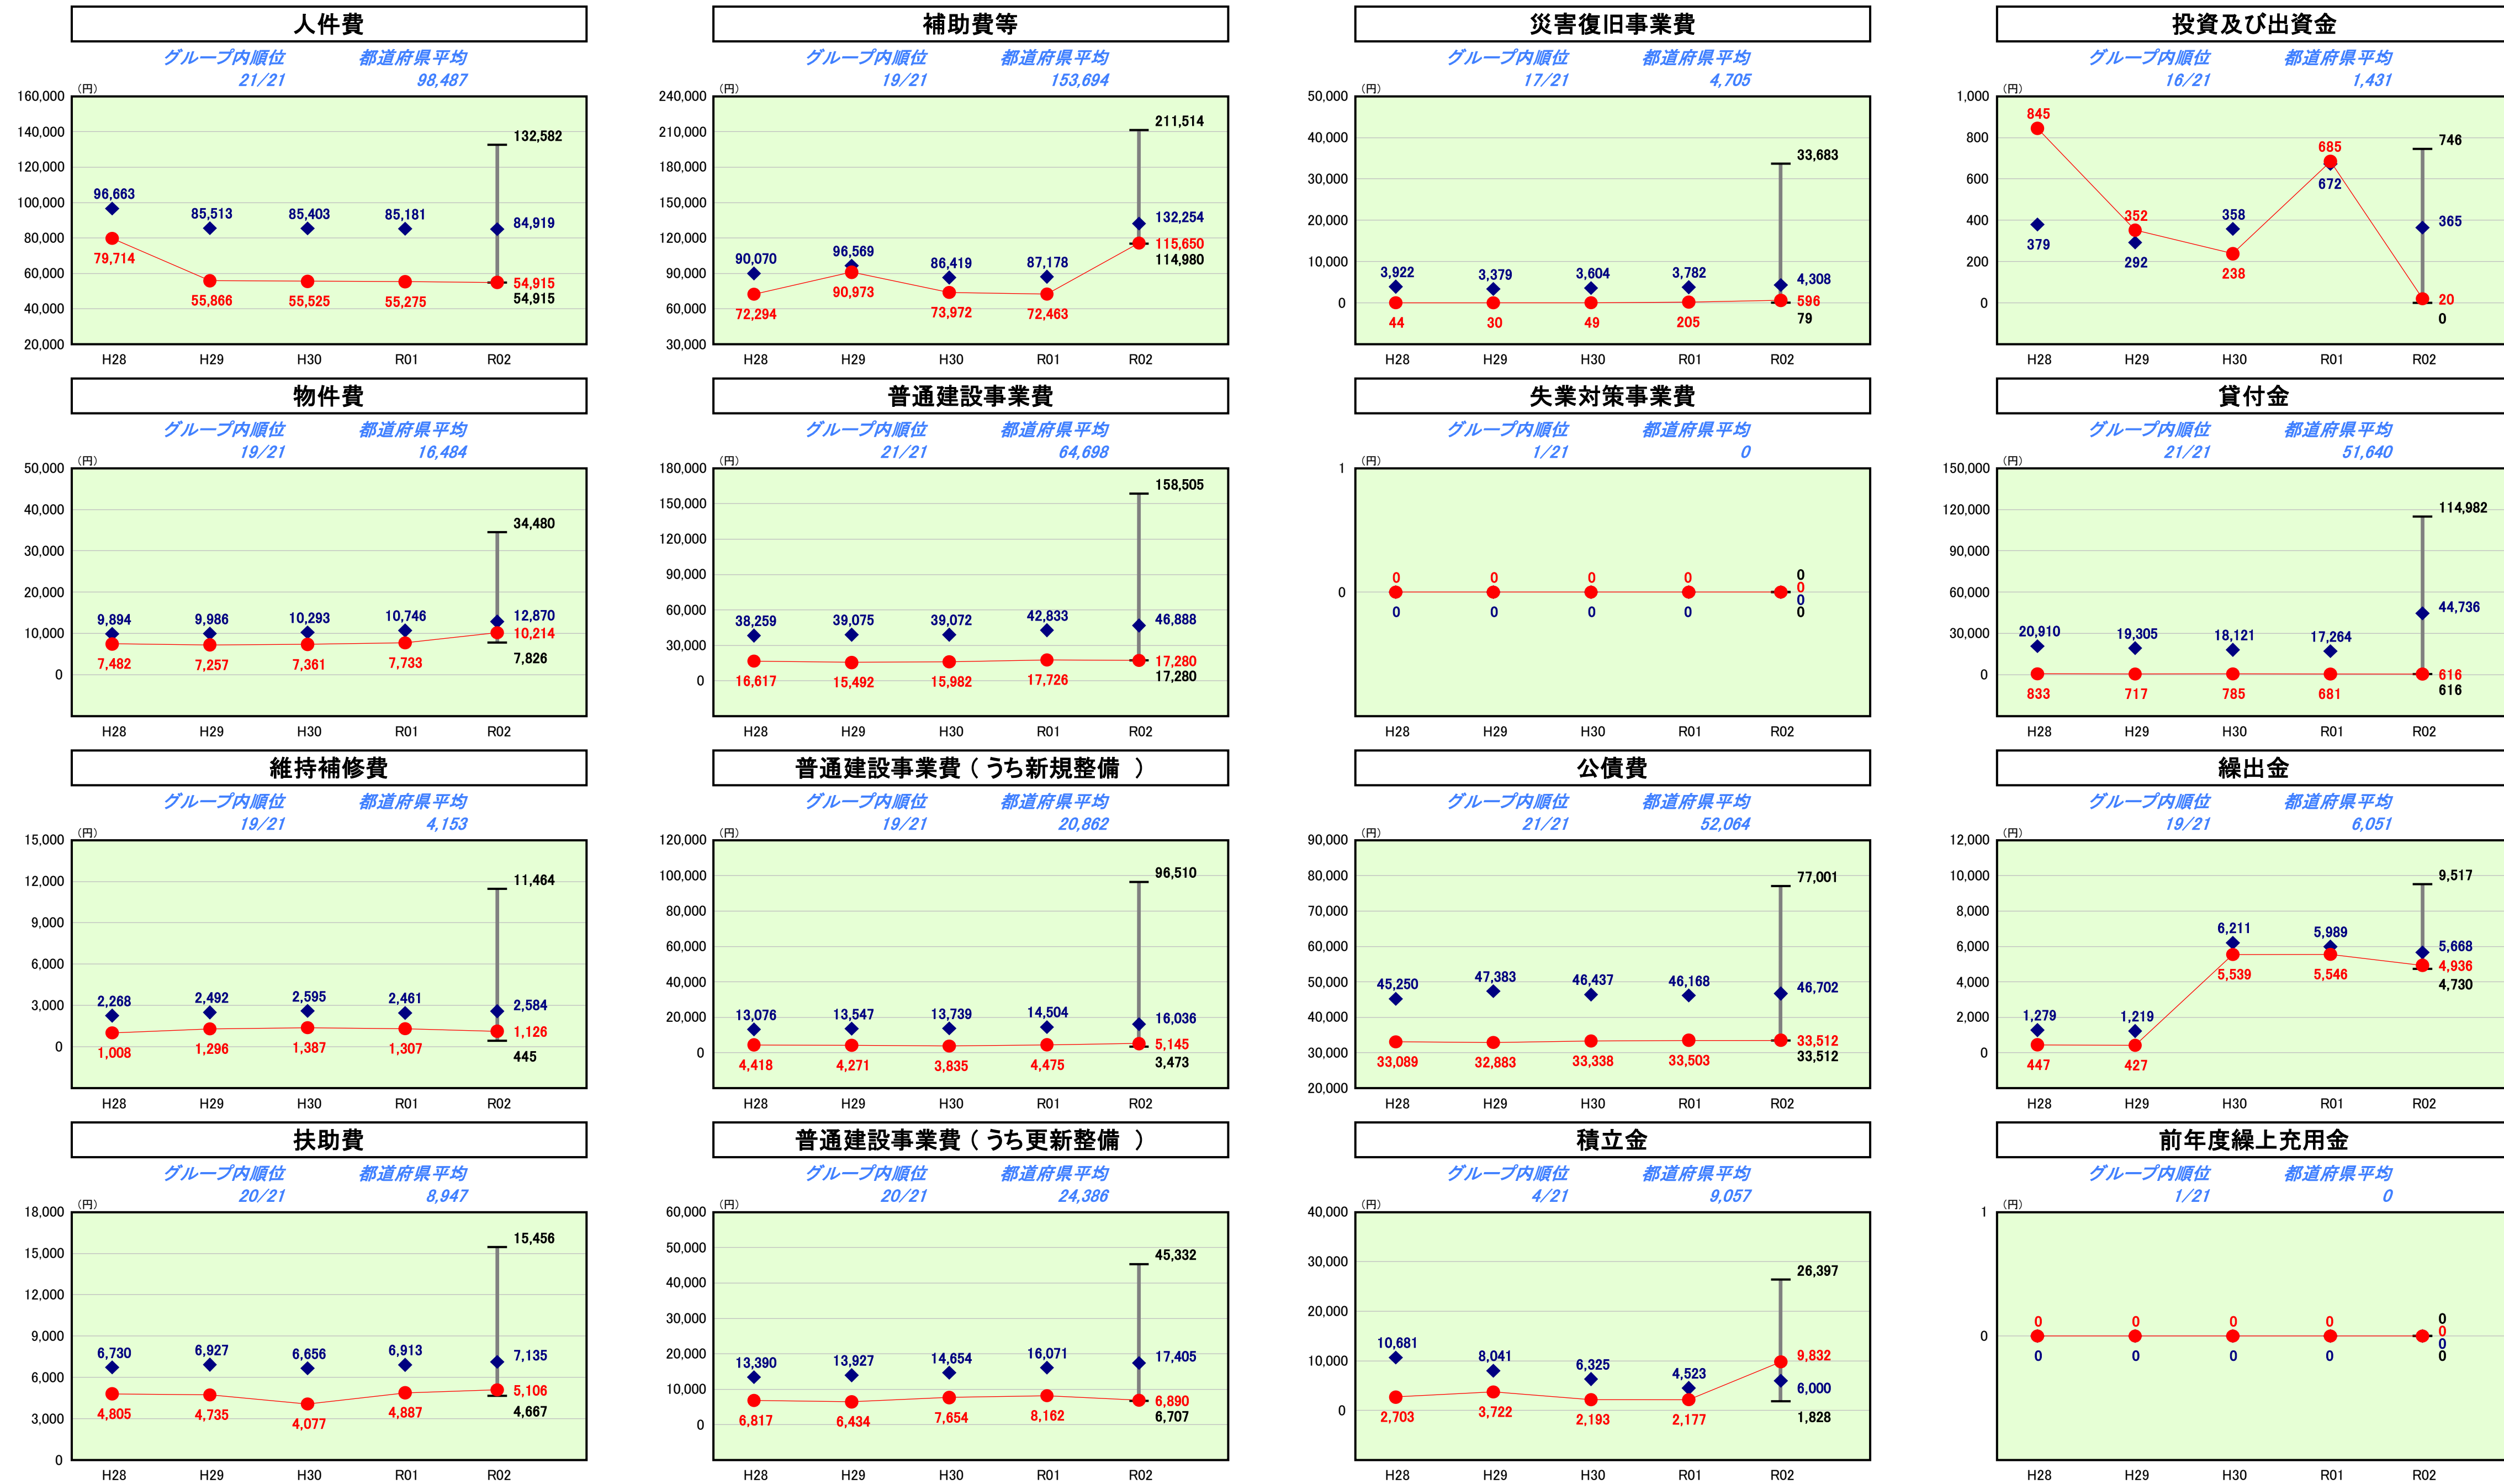 人件費
グループ内順位 都道府県平均
21/21 98,487
(円)
160,000
140,000
120,000
100,000
80,000
60,000
40,000
20,000
132,582
96,663 85,513 85,403 85,181 84,919
79,714 55,866 55,525 55,275 54,915
54,915
H28 H29 H30 R01 R02
補助費等
グループ内順位 都道府県平均
19/21 153,694
(円)
240,000
210,000
180,000
150,000
120,000
90,000
60,000
30,000
211,514
90,070 96,569 86,419 87,178 132,254
72,294 90,973 73,972 72,463 115,650
114,980
H28 H29 H30 R01 R02
災害復旧事業費
グループ内順位 都道府県平均
17/21 4,705
(円)
50,000
40,000
30,000
20,000
10,000
0
33,683
3,922 3,379 3,604 3,782 4,308
44 30 49 205 596
79
H28 H29 H30 R01 R02
投資及び出資金
グループ内順位 都道府県平均
16/21 1,431
(円)
1,000
800
600
400
200
0
746
845 352 238 685 20
379 292 358 672 365
0
H28 H29 H30 R01 R02
物件費
グループ内順位 都道府県平均
19/21 16,484
(円)
50,000
40,000
30,000
20,000
10,000
0
34,480
9,894 9,986 10,293 10,746 12,870
7,482 7,257 7,361 7,733 10,214
7,826
H28 H29 H30 R01 R02
普通建設事業費
グループ内順位 都道府県平均
21/21 64,698
(円)
180,000
150,000
120,000
90,000
60,000
30,000
0
158,505
38,259 39,075 39,072 42,833 46,888
16,617 15,492 15,982 17,726 17,280
17,280
H28 H29 H30 R01 R02
失業対策事業費
グループ内順位 都道府県平均
1/21 0
(円)
1
0
0
0 0 0 0 0
0 0 0 0 0
0
H28 H29 H30 R01 R02
貸付金
グループ内順位 都道府県平均
21/21 51,640
(円)
150,000
120,000
90,000
60,000
30,000
0
114,982
20,910 19,305 18,121 17,264 44,736
833 717 785 681 616
616
H28 H29 H30 R01 R02
維持補修費
グループ内順位 都道府県平均
19/21 4,153
(円)
15,000
12,000
9,000
6,000
3,000
0
11,464
2,268 2,492 2,595 2,461 2,584
1,008 1,296 1,387 1,307 1,126
445
H28 H29 H30 R01 R02
普通建設事業費(うち新規整備 )
グループ内順位 都道府県平均
19/21 20,862
(円)
120,000
100,000
80,000
60,000
40,000
20,000
0
96,510
13,076 13,547 13,739 14,504 16,036
4,418 4,271 3,835 4,475 5,145
3,473
H28 H29 H30 R01 R02
公債費
グループ内順位 都道府県平均
21/21 52,064
(円)
90,000
80,000
70,000
60,000
50,000
40,000
30,000
20,000
77,001
45,250 47,383 46,437 46,168 46,702
33,089 32,883 33,338 33,503 33,512
33,512
H28 H29 H30 R01 R02
繰出金
グループ内順位 都道府県平均
19/21 6,051
(円)
12,000
10,000
8,000
6,000
4,000
2,000
0
9,517
1,279 1,219 6,211 5,989 5,668
447 427 5,539 5,546 4,936
4,730
H28 H29 H30 R01 R02
扶助費
グループ内順位 都道府県平均
20/21 8,947
(円)
18,000
15,000
12,000
9,000
6,000
3,000
0
15,456
6,730 6,927 6,656 6,913 7,135
4,805 4,735 4,077 4,887 5,106
4,667
H28 H29 H30 R01 R02
普通建設事業費(うち更新整備 )
グループ内順位 都道府県平均
20/21 24,386
(円)
60,000
50,000
40,000
30,000
20,000
10,000
0
45,332
13,390 13,927 14,654 16,071 17,405
6,817 6,434 7,654 8,162 6,890
6,707
H28 H29 H30 R01 R02
積立金
グループ内順位 都道府県平均
4/21 9,057
(円)
40,000
30,000
20,000
10,000
0
26,397
10,681 8,041 6,325 4,523 6,000
2,703 3,722 2,193 2,177 9,832
1,828
H28 H29 H30 R01 R02
前年度繰上充用金
グループ内順位 都道府県平均
1/21 0
(円)
1
0
0
0 0 0 0 0
0 0 0 0 0
0
H28 H29 H30 R01 R02